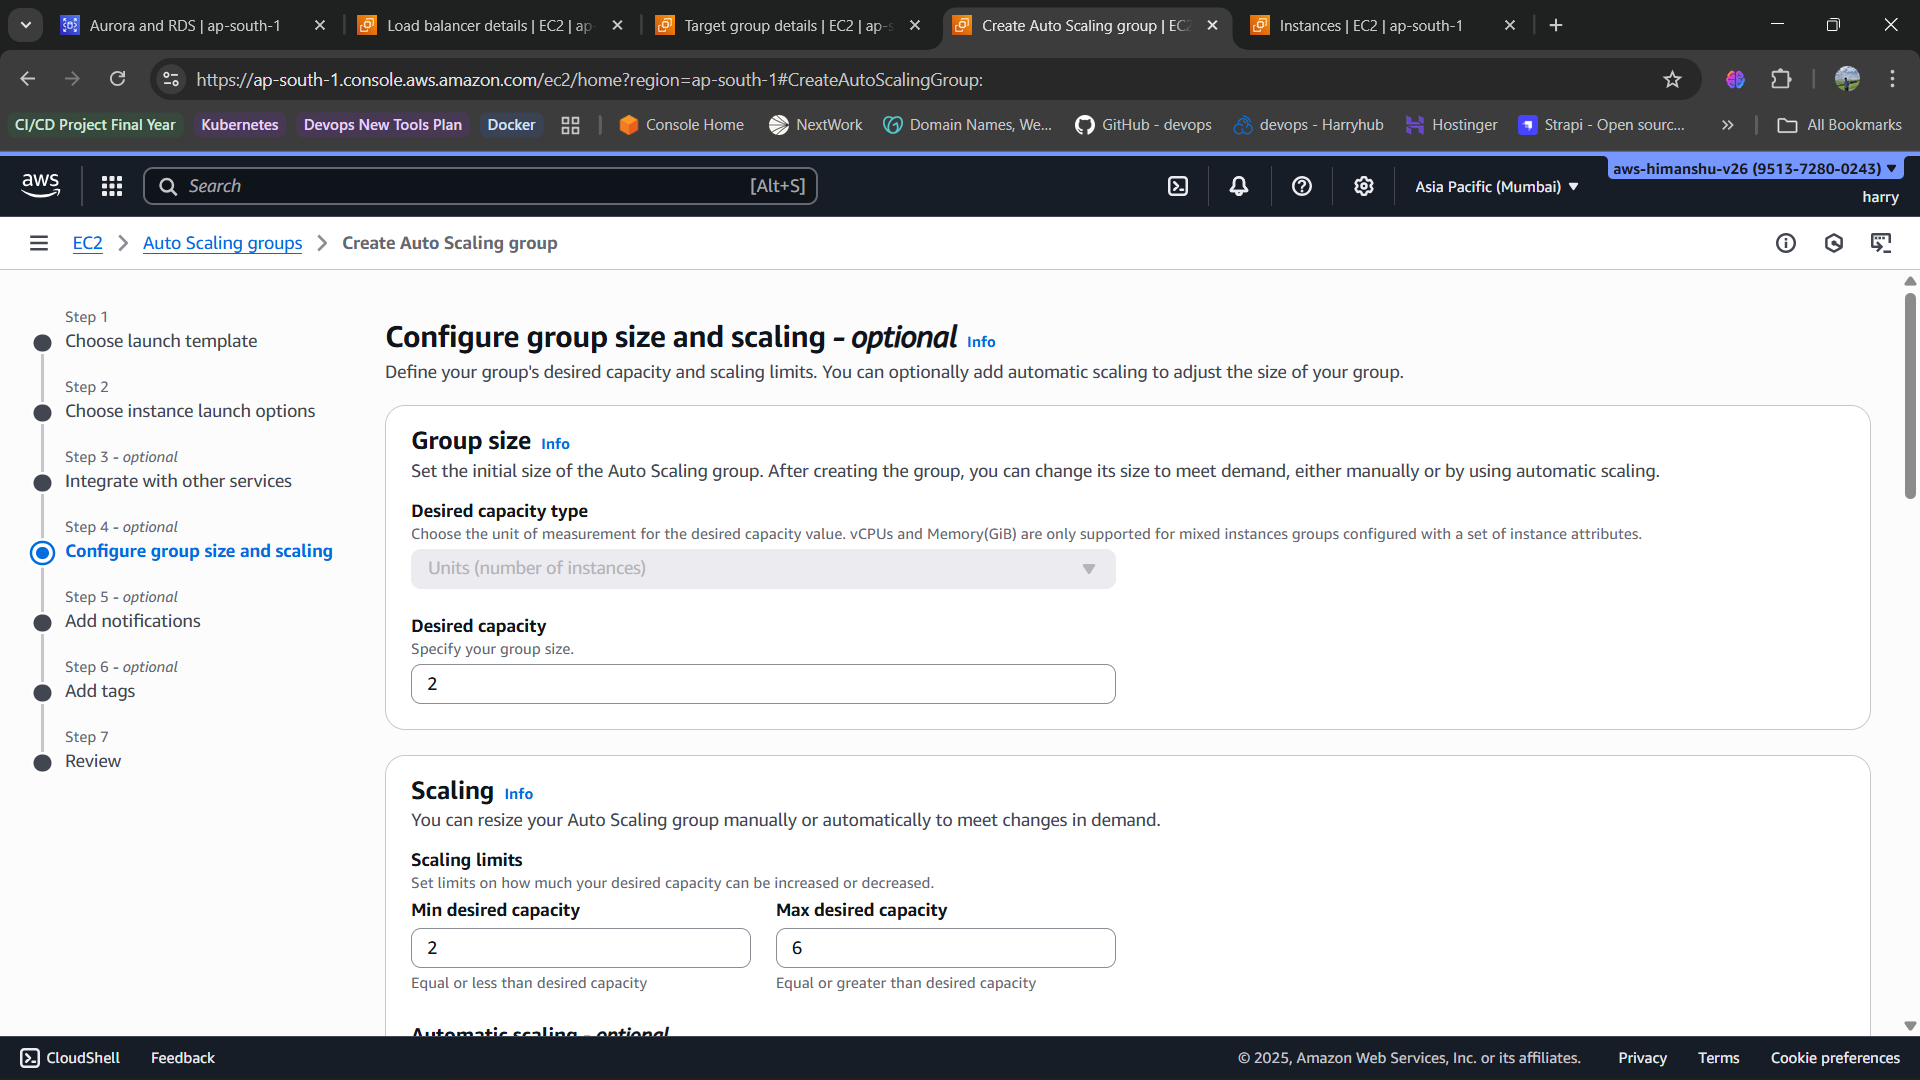 Aurora and RDS | ap-south-1
Load balancer details | EC2 | ap-
Target group details | EC2 | ap-s
Create Auto Scaling group | EC2
Instances | EC2 | ap-south-1
https://ap-south-1.console.aws.amazon.com/ec2/home?region=ap-south-1#CreateAutoScalingGroup:
CI/CD Project Final Year
Kubernetes
Devops New Tools Plan
Docker
Console Home
NextWork
Domain Names, We...
GitHub - devops
devops - Harryhub
Hostinger
Strapi - Open sourc...
All Bookmarks
aws
Search
[Alt+S]
Asia Pacific (Mumbai)
aws-himanshu-v26 (9513-7280-0243)
harry
EC2
Auto Scaling groups
Create Auto Scaling group
Step 1
Choose launch template
Step 2
Choose instance launch options
Step 3 - optional
Integrate with other services
Step 4 - optional
Configure group size and scaling
Step 5 - optional
Add notifications
Step 6 - optional
Add tags
Step 7
Review
Configure group size and scaling - optional Info
Define your group's desired capacity and scaling limits. You can optionally add automatic scaling to adjust the size of your group.
Group size Info
Set the initial size of the Auto Scaling group. After creating the group, you can change its size to meet demand, either manually or by using automatic scaling.
Desired capacity type
Choose the unit of measurement for the desired capacity value. vCPUs and Memory(GiB) are only supported for mixed instances groups configured with a set of instance attributes.
Units (number of instances)
Desired capacity
Specify your group size.
2
Scaling Info
You can resize your Auto Scaling group manually or automatically to meet changes in demand.
Scaling limits
Set limits on how much your desired capacity can be increased or decreased.
Min desired capacity
2
Equal or less than desired capacity
Max desired capacity
6
Equal or greater than desired capacity
Automatic scaling - optional
CloudShell
Feedback
© 2025, Amazon Web Services, Inc. or its affiliates.
Privacy
Terms
Cookie preferences